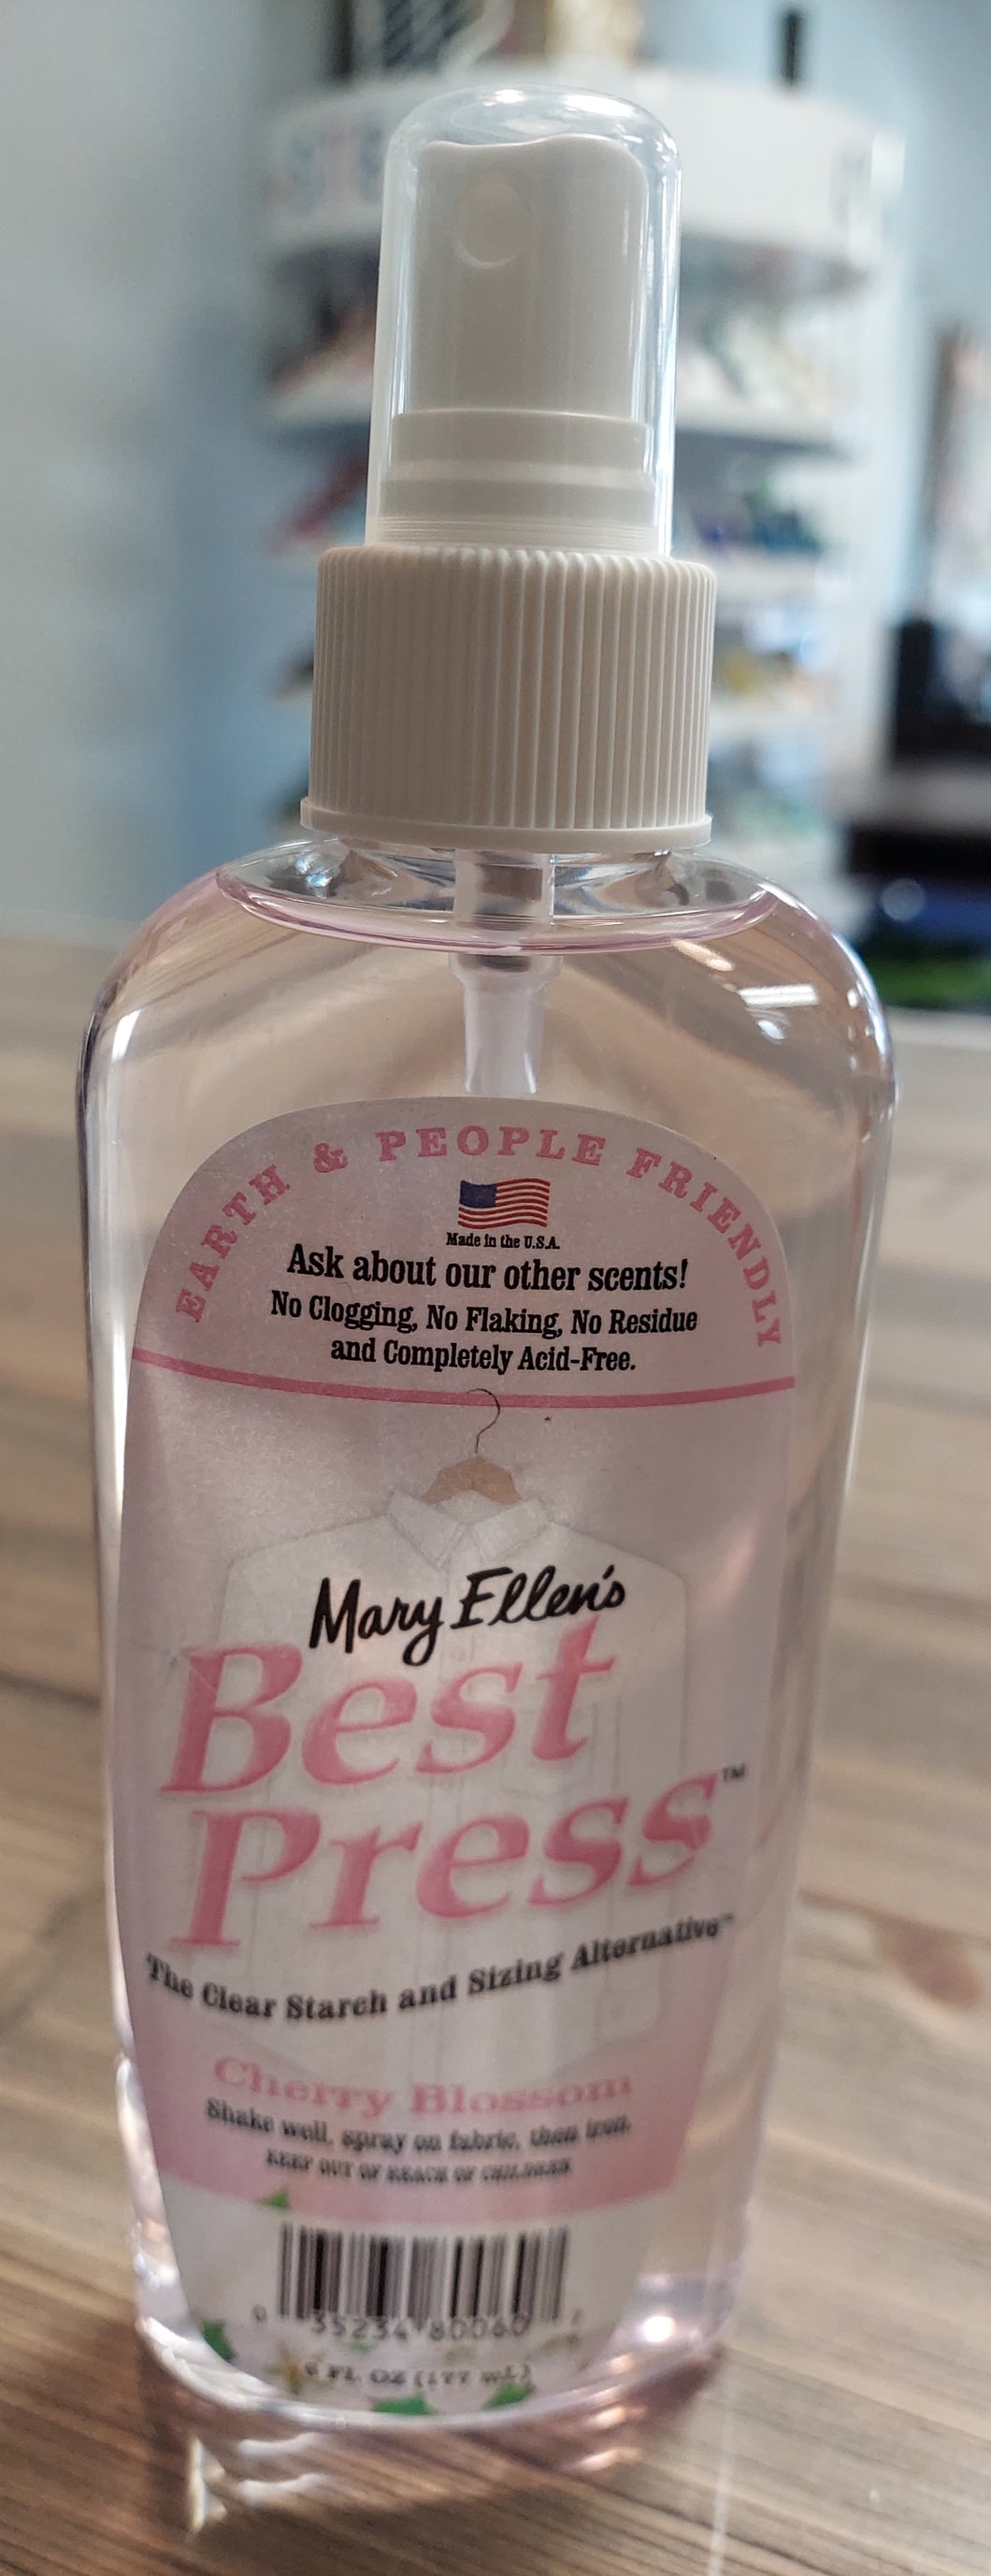 EARTH & PEOPLE FRIENDLY
Made in the U.S.A.
Ask about our other scents!
No Clogging, No Flaking, No Residue
and Completely Acid-Free.
Mary Ellen's
Best
Press™
The Clear Starch and Sizing Alternative™
Cherry Blossom
Shake well, spray on fabric, then iron.
KEEP OUT OF REACH OF CHILDREN
35234 80060
6 FL OZ (177 mL)